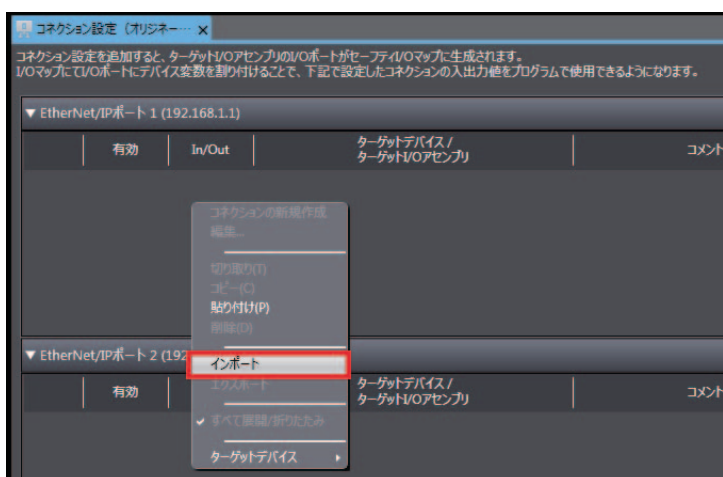 コネクション設定 (オリジネー… ×
コネクション設定を追加すると、ターゲットI/OアセンブリのI/OポートがセーフティI/Oマップに生成されます。
I/OマップにてI/Oポートにデバイス変数を割り付けることで、下記で設定したコネクションの入出力値をプログラムで使用できるようになります。
▼ EtherNet/IPポート 1 (192.168.1.1)
有効 In/Out ターゲットデバイス / コメント
ターゲットI/Oアセンブリ
コネクションの新規作成
編集...
切り取り(T)
コピー(C)
貼り付け(P)
削除(D)
▼ EtherNet/IPポート 2 (192
インポート
エクスポート
有効 ターゲットデバイス / コメント
ターゲットI/Oアセンブリ
✓ すべて展開/折りたたみ
ターゲットデバイス